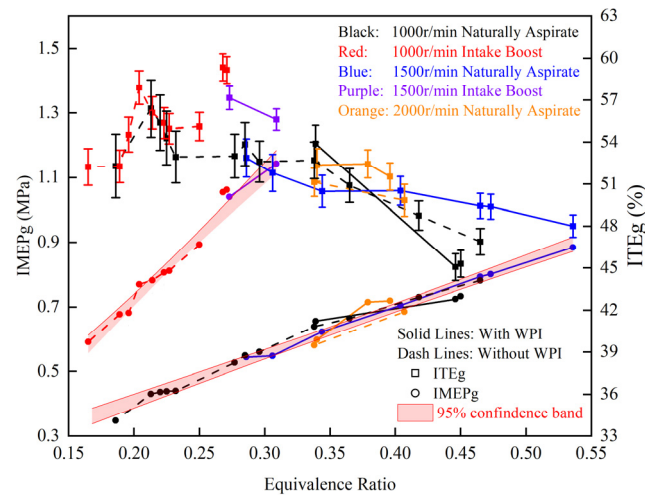 Black: 1000r/min Naturally Aspirate
Red: 1000r/min Intake Boost
Blue: 1500r/min Naturally Aspirate
Purple: 1500r/min Intake Boost
Orange: 2000r/min Naturally Aspirate
1.5
1.3
1.1
0.9
0.7
0.5
0.3
IMEPg (MPa)
63
60
57
54
51
48
45
42
39
36
33
ITEg (%)
Solid Lines: With WPI
Dash Lines: Without WPI
ITEg
IMEPg
95% confindence band
0.15 0.20 0.25 0.30 0.35 0.40 0.45 0.50 0.55
Equivalence Ratio